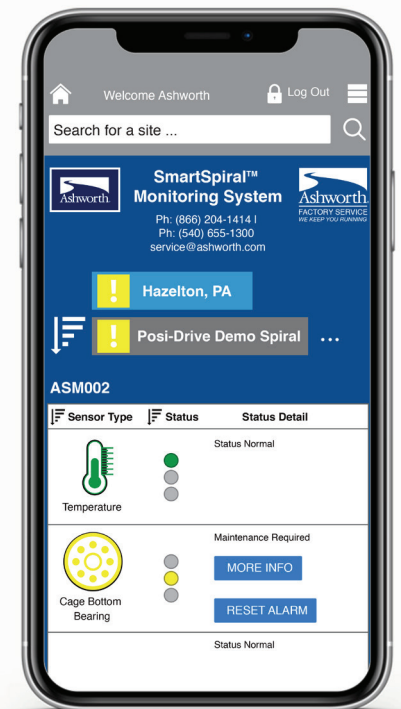 Welcome Ashworth
Log Out
Search for a site ...
Ashworth.
SmartSpiral™
Monitoring System
Ph: (866) 204-1414 I
Ph: (540) 655-1300
service@ashworth.com
Ashworth.
FACTORY SERVICE
WE KEEP YOU RUNNING
! Hazelton, PA
! Posi-Drive Demo Spiral ...
ASM002
Sensor Type Status Status Detail
Status Normal
Temperature
Maintenance Required
MORE INFO
Cage Bottom
Bearing
RESET ALARM
Status Normal